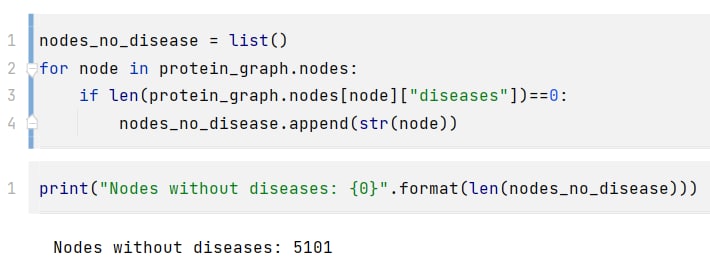 1 nodes_no_disease = list()
2 for node in protein_graph.nodes:
3     if len(protein_graph.nodes[node]["diseases"])==0:
4         nodes_no_disease.append(str(node))
1 print("Nodes without diseases: {0}".format(len(nodes_no_disease)))
Nodes without diseases: 5101